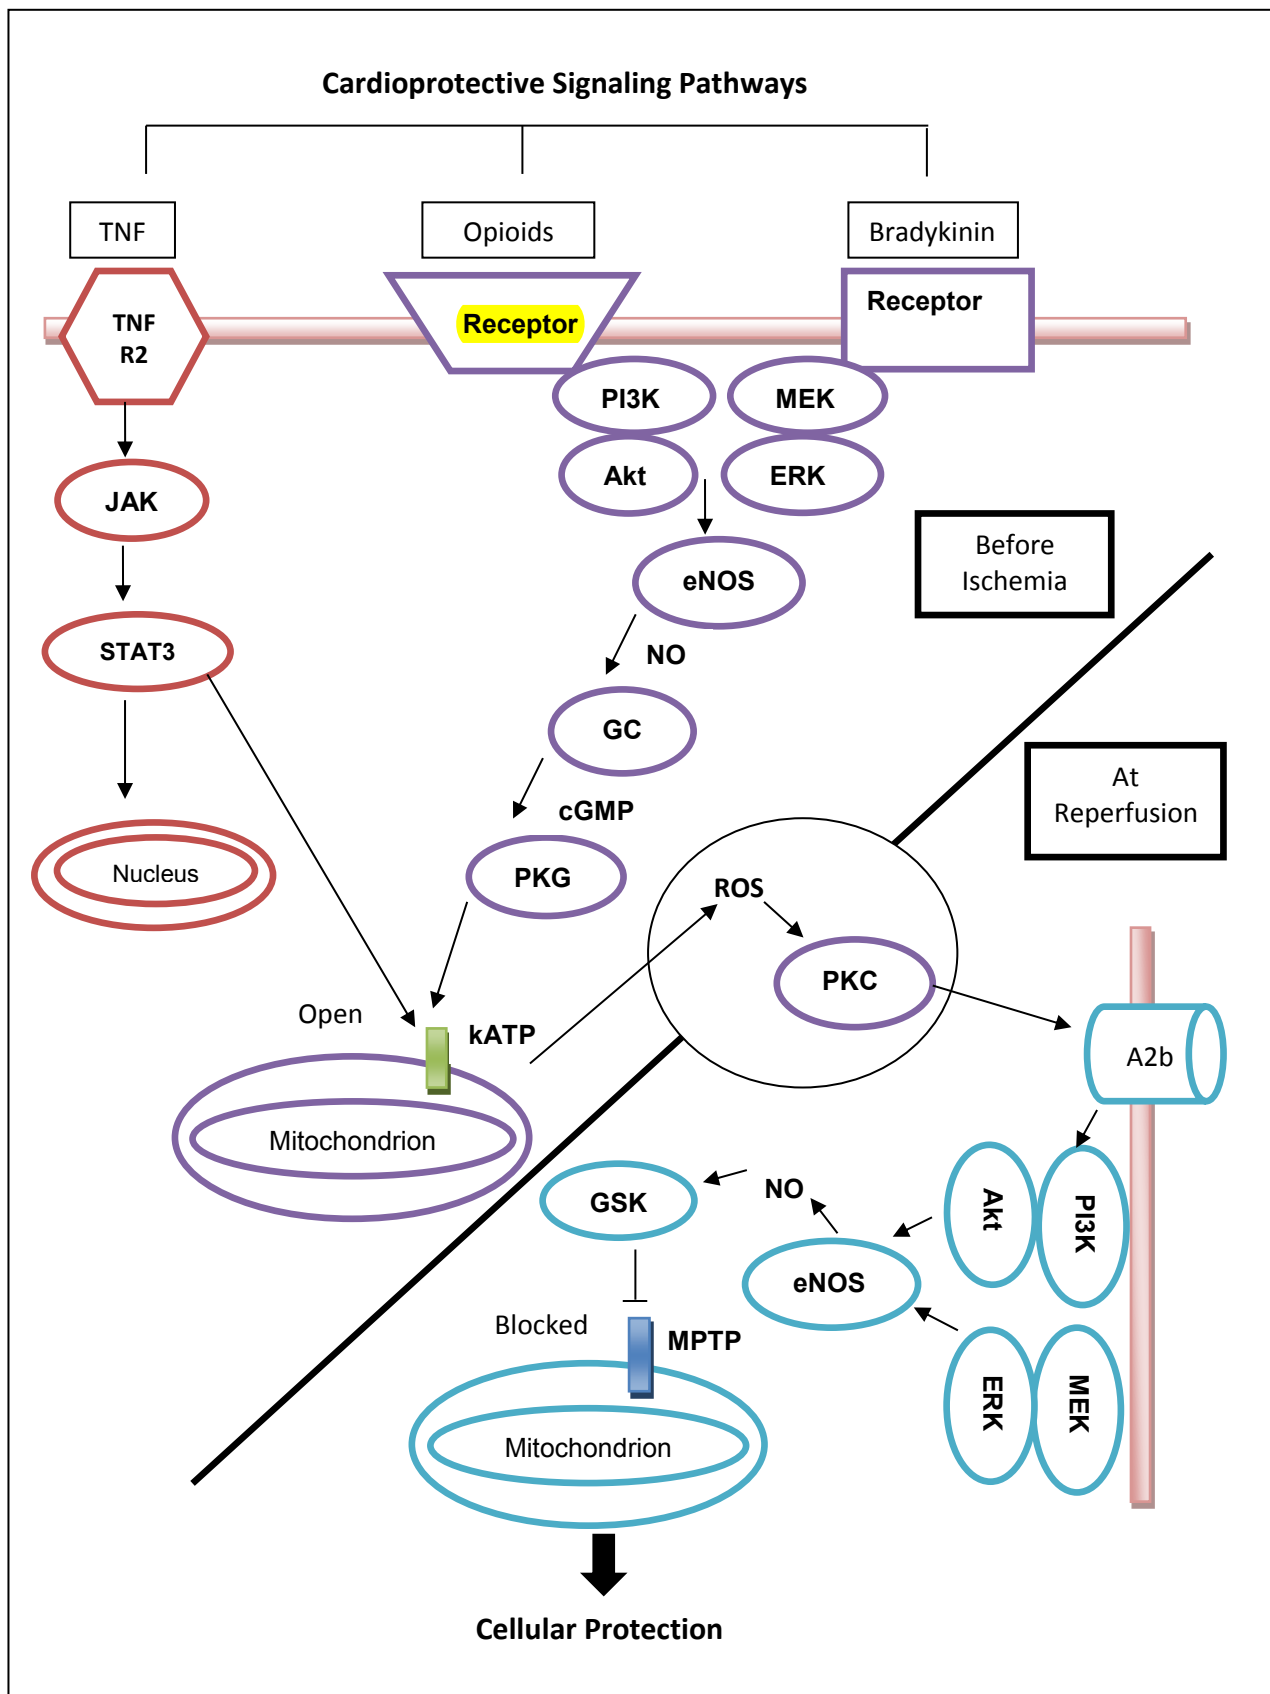 Cardioprotective Signaling Pathways
TNF
Opioids
Bradykinin
TNF
R2
Receptor
Receptor
PI3K
MEK
Akt
ERK
JAK
Before
Ischemia
eNOS
STAT3
NO
GC
At
Reperfusion
cGMP
Nucleus
PKG
ROS
PKC
Open
kATP
A2b
Mitochondrion
GSK
NO
Akt
PI3K
eNOS
Blocked
MPTP
ERK
MEK
Mitochondrion
Cellular Protection